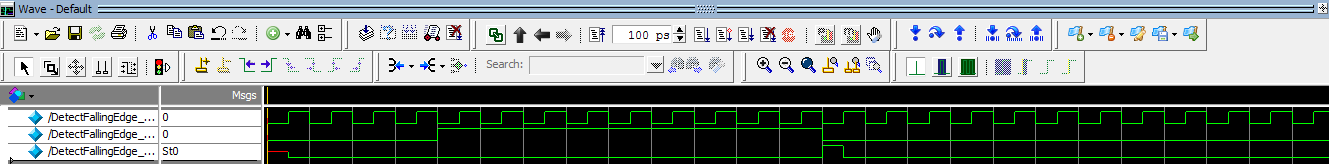 Wave - Default
100 ps
Search:
Msgs
/DetectFallingEdge_... 0
/DetectFallingEdge_... 0
/DetectFallingEdge_... St0